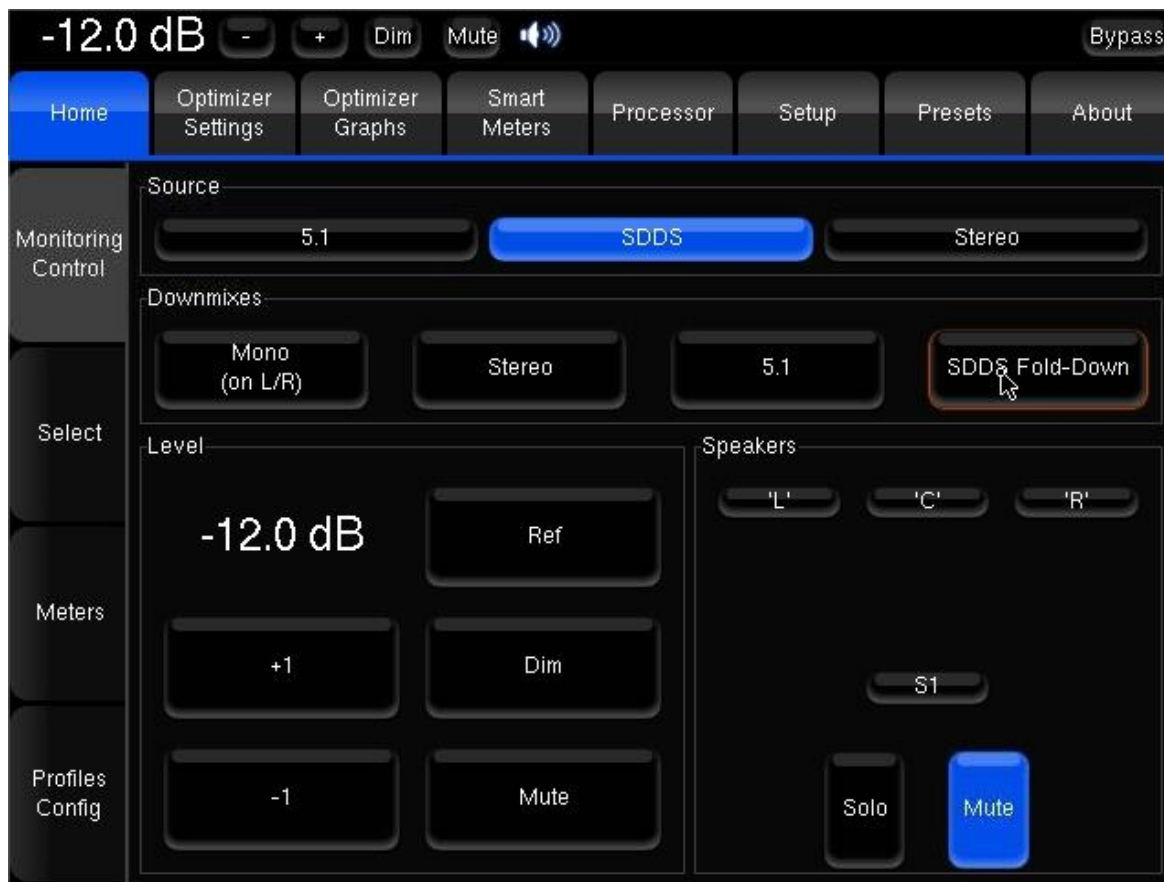 -12.0 dB - + Dim Mute Bypass
Home
Optimizer
Settings
Optimizer
Graphs
Smart
Meters
Processor
Setup
Presets
About
Monitoring
Control
Select
Meters
Profiles
Config
Source
5.1
SDDS
Stereo
Downmixes
Mono
(on L/R)
Stereo
5.1
SDDS Fold-Down
Level
-12.0 dB
Ref
+1
Dim
-1
Mute
Speakers
'L'
'C'
'R'
S1
Solo
Mute